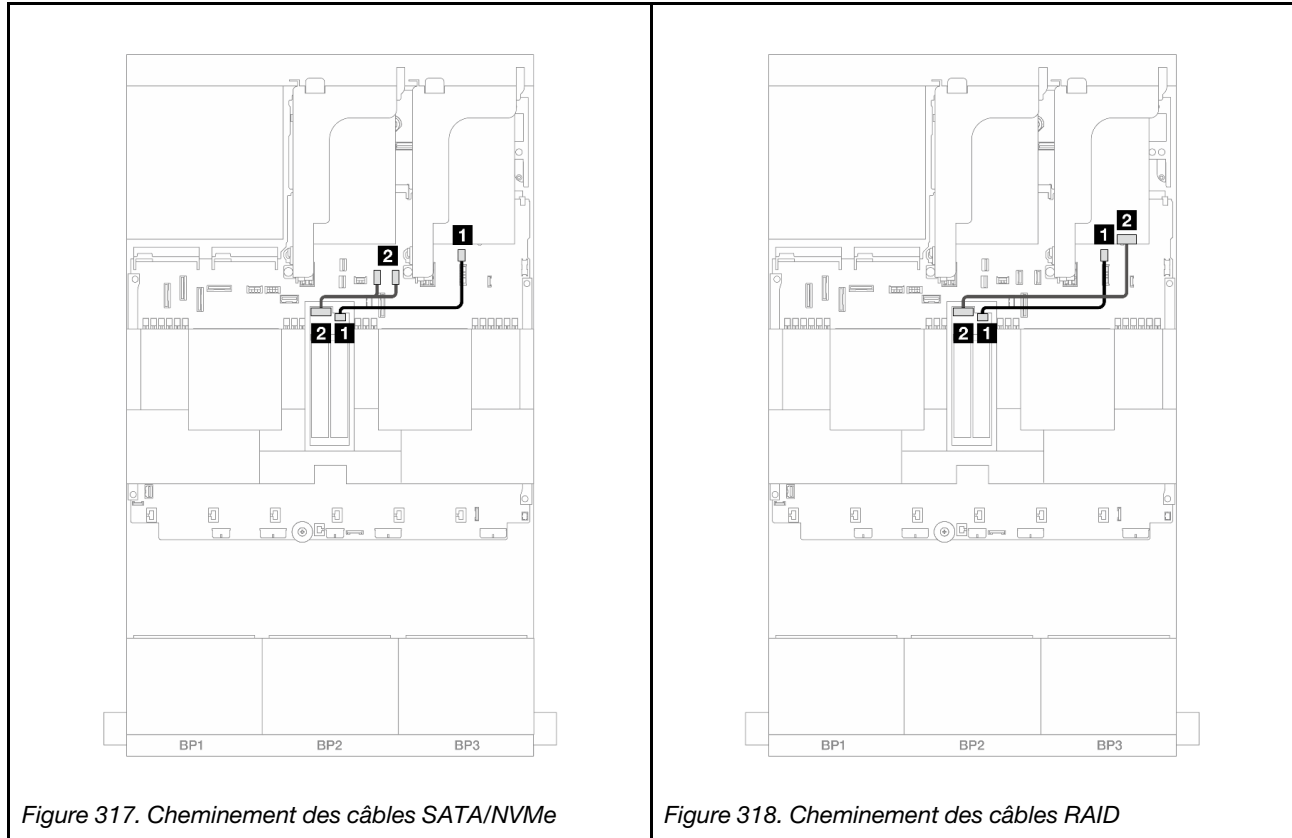 1
2
2 1
BP1 BP2 BP3
Figure 317. Cheminement des câbles SATA/NVMe
2
1
2 1
BP1 BP2 BP3
Figure 318. Cheminement des câbles RAID